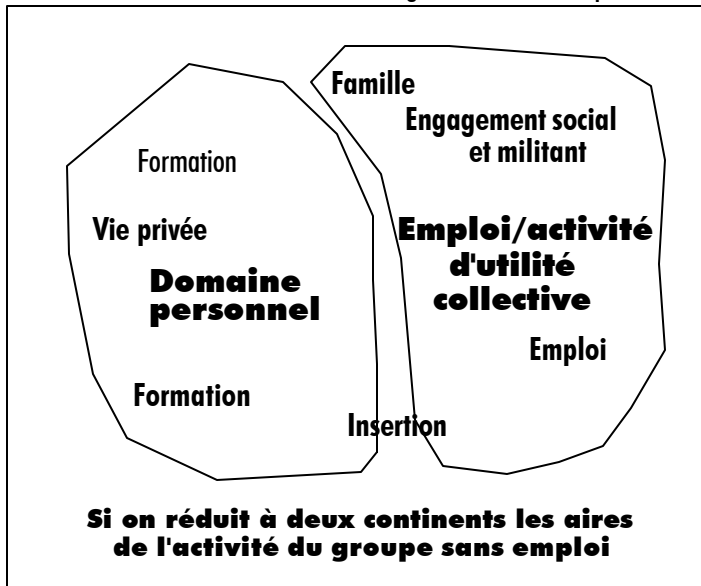 Famille
Engagement social
et militant
Formation
Vie privée
Emploi/activité
d'utilité
collective
Domaine
personnel
Emploi
Formation
Insertion
Si on réduit à deux continents les aires
de l'activité du groupe sans emploi